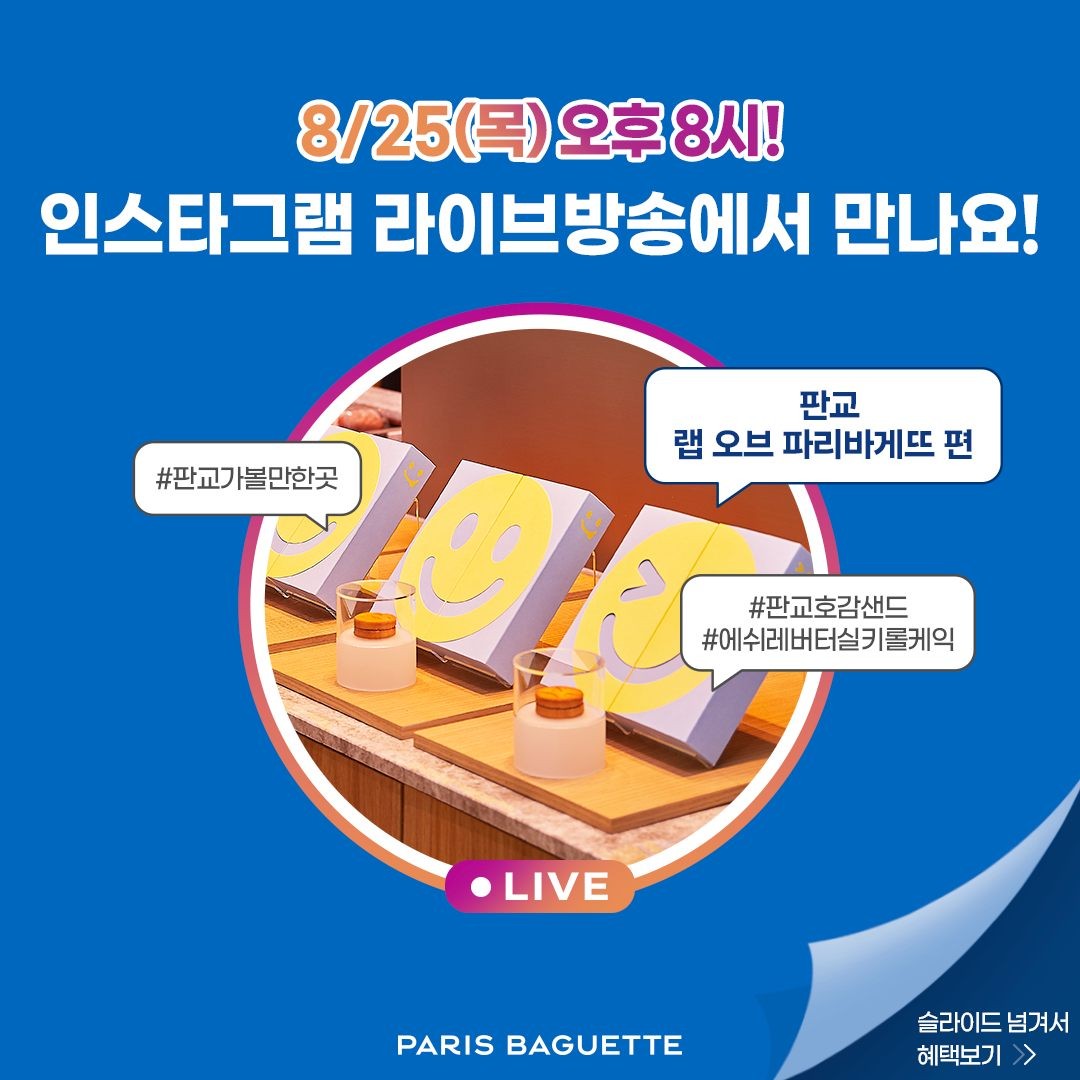 8/25(목) 오후 8시!
인스타그램 라이브방송에서 만나요!
판교
랩 오브 파리바게뜨 편
#판교가볼만한곳
#판교호감샌드
#에쉬레버터실키롤케익
LIVE
PARIS BAGUETTE
슬라이드 넘겨서
혜택보기 >>